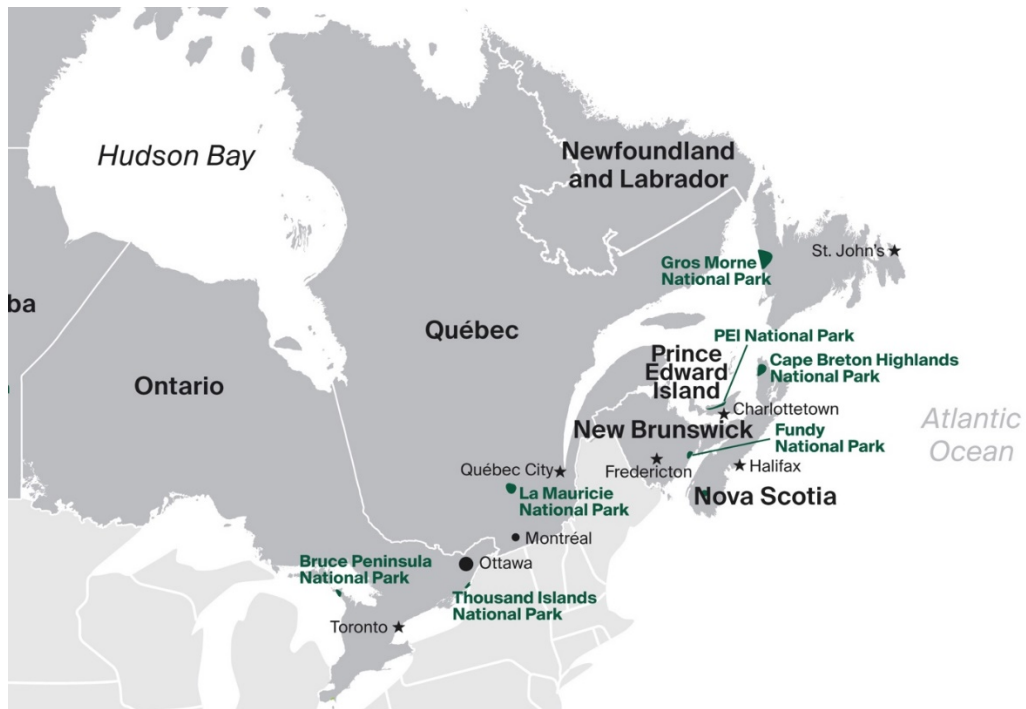 Hudson Bay
Newfoundland
and Labrador
St. John's
Gros Morne
National Park
ba
Québec
PEI National Park
Prince
Edward
Island
Cape Breton Highlands
National Park
Ontario
Charlottetown
Atlantic
Ocean
New Brunswick
Fundy
National Park
Québec City
Fredericton
Halifax
La Mauricie
National Park
Nova Scotia
Montréal
Bruce Peninsula
National Park
Ottawa
Thousand Islands
National Park
Toronto